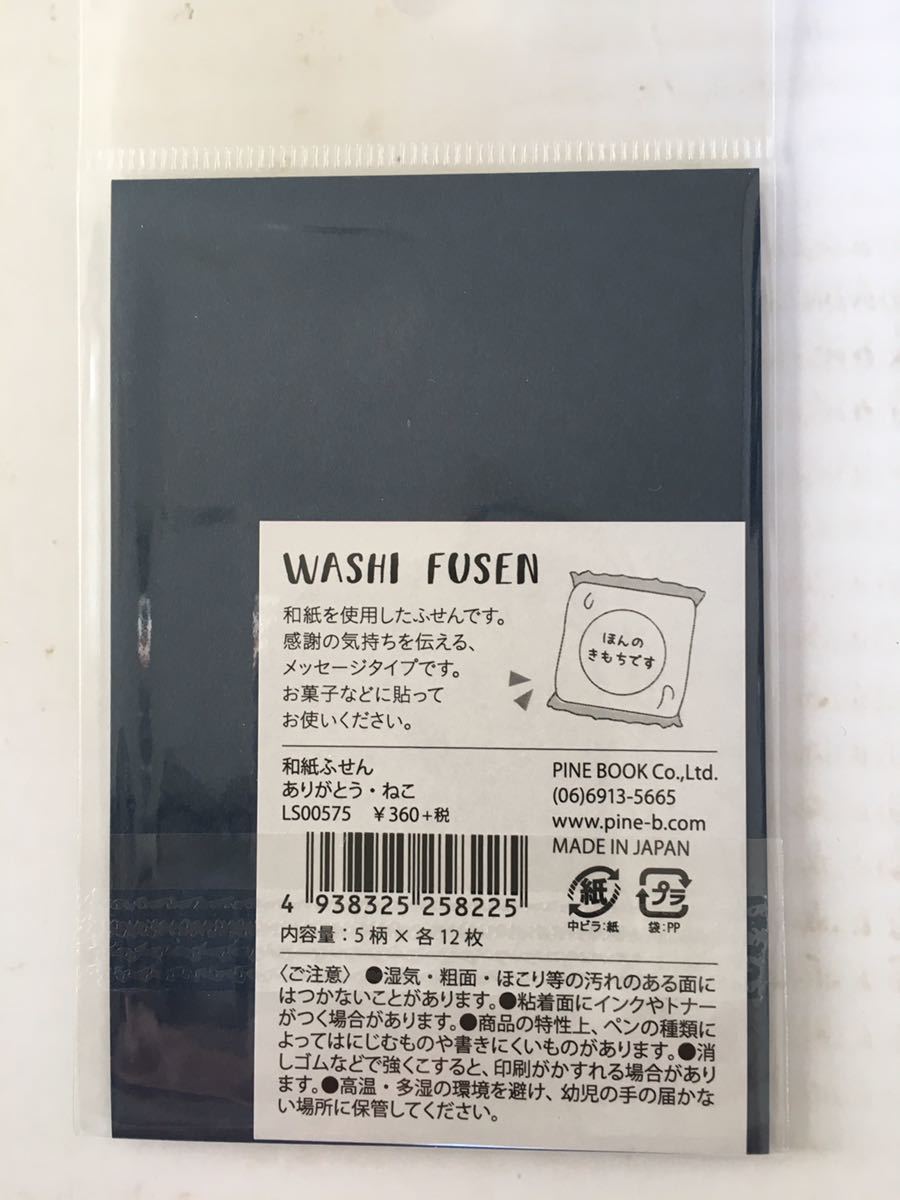 WASHI FUSEN
和紙を使用したふせんです。
感謝の気持ちを伝える、
メッセージタイプです。
お菓子などに貼って
お使いください。
ほんの
きもちです
和紙ふせん
ありがとう・ねこ
LS00575 ¥360+税
PINE BOOK Co.,Ltd.
(06)6913-5665
www.pine-b.com
MADE IN JAPAN
4 938325 258225
紙
中ビラ:紙
プラ
袋:PP
内容量:5柄×各12枚
〈ご注意〉●湿気・粗面・ほこり等の汚れのある面に
はつかないことがあります。●粘着面にインクやトナー
がつく場合があります。●商品の特性上、ペンの種類に
よってはにじむものや書きにくいものがあります。●消
しゴムなどで強くこすると、印刷がかすれる場合があり
ます。●高温・多湿の環境を避け、幼児の手の届かな
い場所に保管してください。